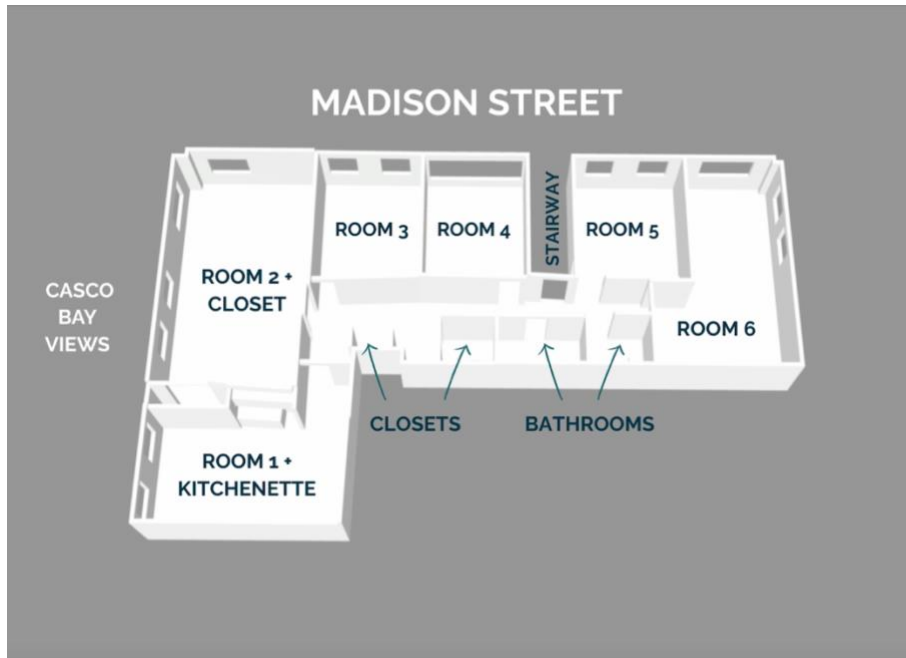 MADISON STREET
ROOM 3
ROOM 4
STAIRWAY
ROOM 5
ROOM 2 +
CLOSET
CASCO
BAY
VIEWS
ROOM 6
CLOSETS
BATHROOMS
ROOM 1 +
KITCHENETTE